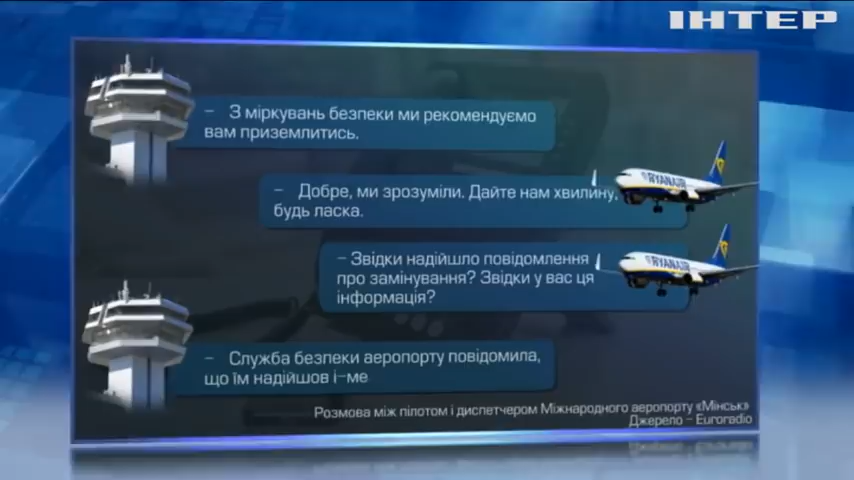 ІНТЕР
– З міркувань безпеки ми рекомендуємо
вам приземлитись.
– Добре, ми зрозуміли. Дайте нам хвилину,
будь ласка.
RYANAIR
– Звідки надійшло повідомлення
про замінування? Звідки у вас ця
інформація?
RYANAIR
– Служба безпеки аеропорту повідомила,
що їм надійшов і-ме
Розмова між пілотом і диспетчером Міжнародного аеропорту «Мінськ»
Джерело – Euroradio